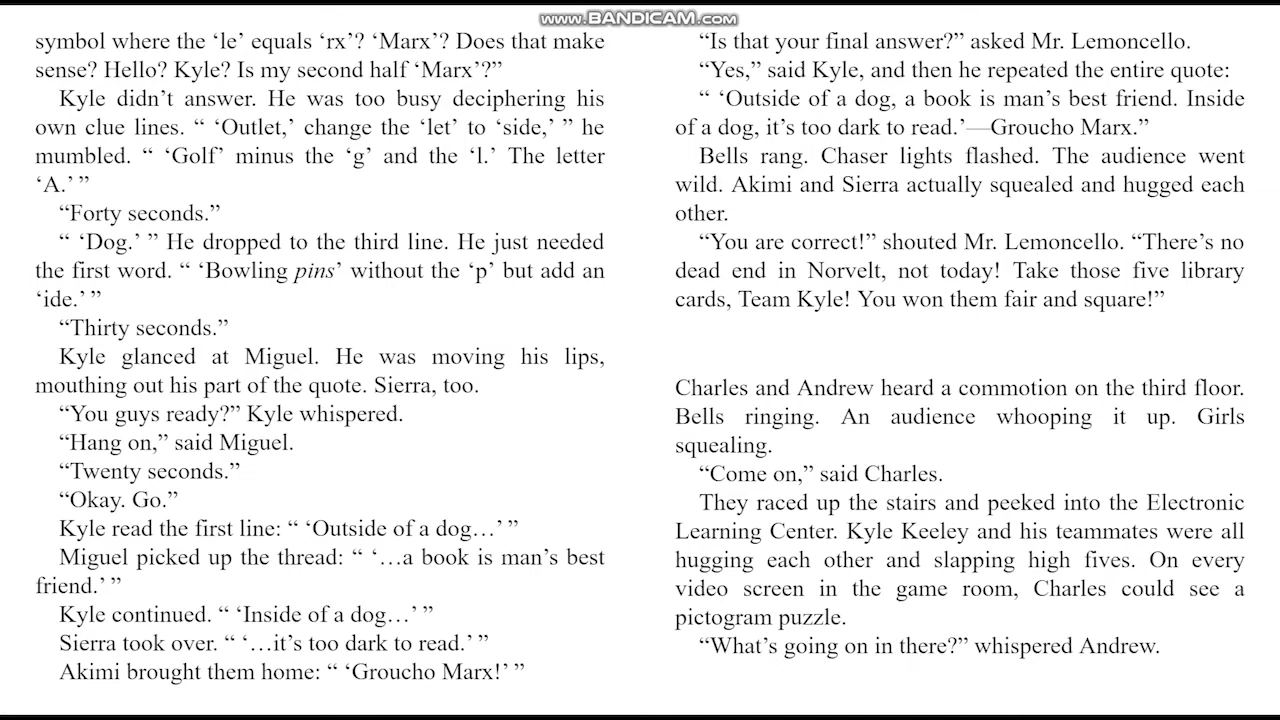 www.BANDICAM.com
symbol where the ‘le’ equals ‘rx’? ‘Marx’? Does that make
sense? Hello? Kyle? Is my second half ‘Marx’?”
Kyle didn’t answer. He was too busy deciphering his
own clue lines. “ ‘Outlet,’ change the ‘let’ to ‘side,’ ” he
mumbled. “ ‘Golf’ minus the ‘g’ and the ‘l.’ The letter
‘A.’ ”
“Forty seconds.”
“ ‘Dog.’ ” He dropped to the third line. He just needed
the first word. “ ‘Bowling pins’ without the ‘p’ but add an
‘ide.’ ”
“Thirty seconds.”
Kyle glanced at Miguel. He was moving his lips,
mouthing out his part of the quote. Sierra, too.
“You guys ready?” Kyle whispered.
“Hang on,” said Miguel.
“Twenty seconds.”
“Okay. Go.”
Kyle read the first line: “ ‘Outside of a dog…’ ”
Miguel picked up the thread: “ ‘…a book is man’s best
friend.’ ”
Kyle continued. “ ‘Inside of a dog…’ ”
Sierra took over. “ ‘…it’s too dark to read.’ ”
Akimi brought them home: “ ‘Groucho Marx!’ ”
“Is that your final answer?” asked Mr. Lemoncello.
“Yes,” said Kyle, and then he repeated the entire quote:
“ ‘Outside of a dog, a book is man’s best friend. Inside
of a dog, it’s too dark to read.’—Groucho Marx.”
Bells rang. Chaser lights flashed. The audience went
wild. Akimi and Sierra actually squealed and hugged each
other.
“You are correct!” shouted Mr. Lemoncello. “There’s no
dead end in Norvelt, not today! Take those five library
cards, Team Kyle! You won them fair and square!”
Charles and Andrew heard a commotion on the third floor.
Bells ringing. An audience whooping it up. Girls
squealing.
“Come on,” said Charles.
They raced up the stairs and peeked into the Electronic
Learning Center. Kyle Keeley and his teammates were all
hugging each other and slapping high fives. On every
video screen in the game room, Charles could see a
pictogram puzzle.
“What’s going on in there?” whispered Andrew.